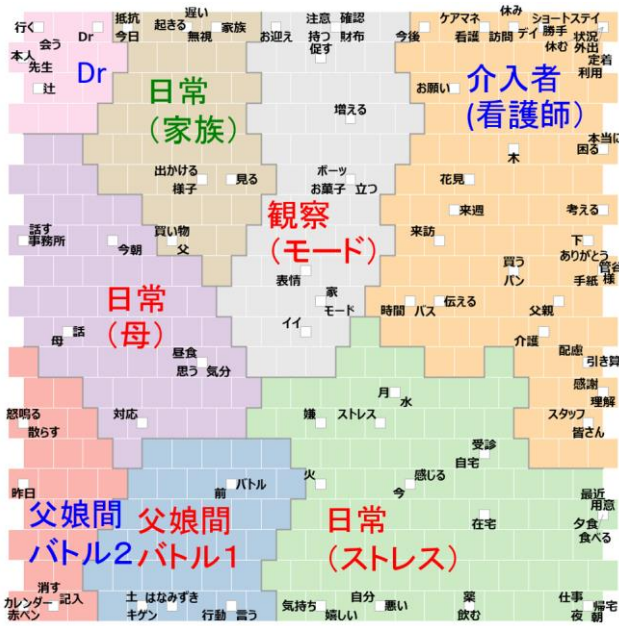 行く
会う
本人
先生
辻
Dr
Dr
抵抗
今日
起きる
遅い
無視
家族
日常
（家族）
お迎え
注意
確認
持つ
財布
促す
増える
今後
ケアマネ
看護
訪問
休み
デイ
勝手
休む
ショートステイ
状況
外出
定着
利用
お願い
介入者
(看護師)
本当に
困る
木
花見
来週
考える
来訪
下
ありがとう
管谷
手紙
様
買う
パン
出かける
様子
見る
ボーッ
お菓子
立つ
観察
（モード）
表情
家
モード
イイ
時間
バス
伝える
父親
介護
配慮
引き算
感謝
理解
スタッフ
皆さん
話す
事務所
今朝
買い物
父
日常
（母）
母
話
昼食
思う
気分
対応
怒鳴る
散らす
昨日
父娘間
バトル２
消す
カレンダー
記入
赤ペン
前
バトル
父娘間
バトル１
土
はなみずき
キゲン
行動
言う
月
水
嫌
ストレス
受診
自宅
火
感じる
今
在宅
最近
用意
夕食
食べる
日常
（ストレス）
気持ち
嬉しい
自分
悪い
薬
飲む
仕事
夜
帰宅
朝